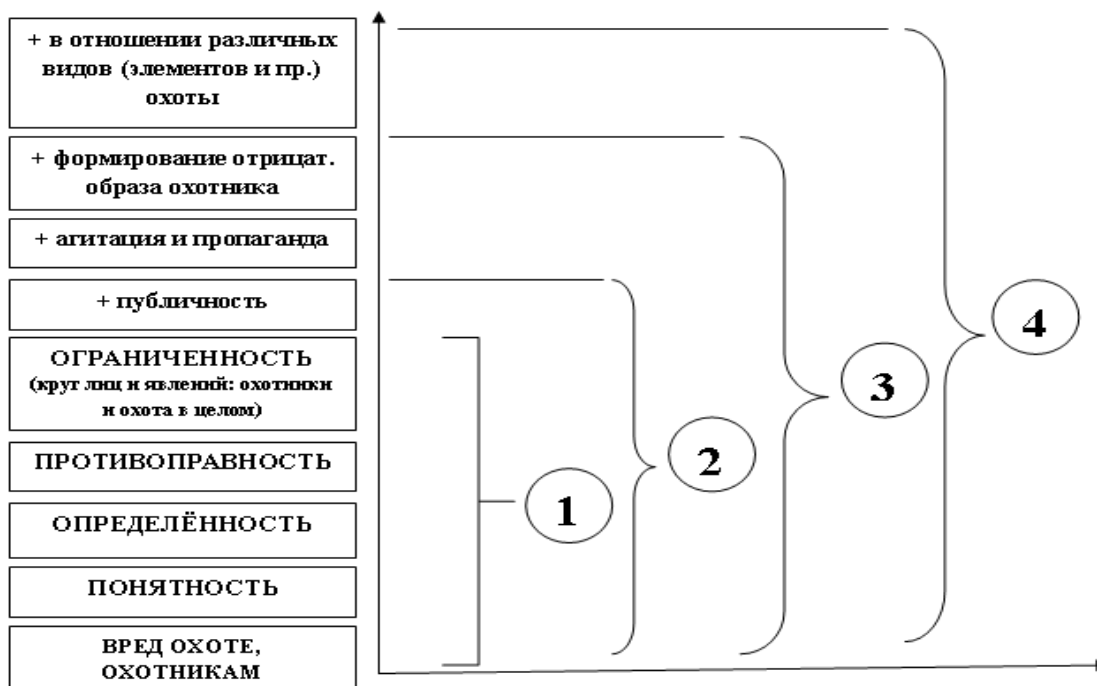 + в отношении различных
видов (элементов и пр.)
охоты
+ формирование отрицат.
образа охотника
+ агитация и пропаганда
+ публичность
ОГРАНИЧЕННОСТЬ
(круг лиц и явлений: охотники
и охота в целом)
ПРОТИВОПРАВНОСТЬ
ОПРЕДЕЛЁННОСТЬ
ПОНЯТНОСТЬ
ВРЕД ОХОТЕ,
ОХОТНИКАМ
1
2
3
4